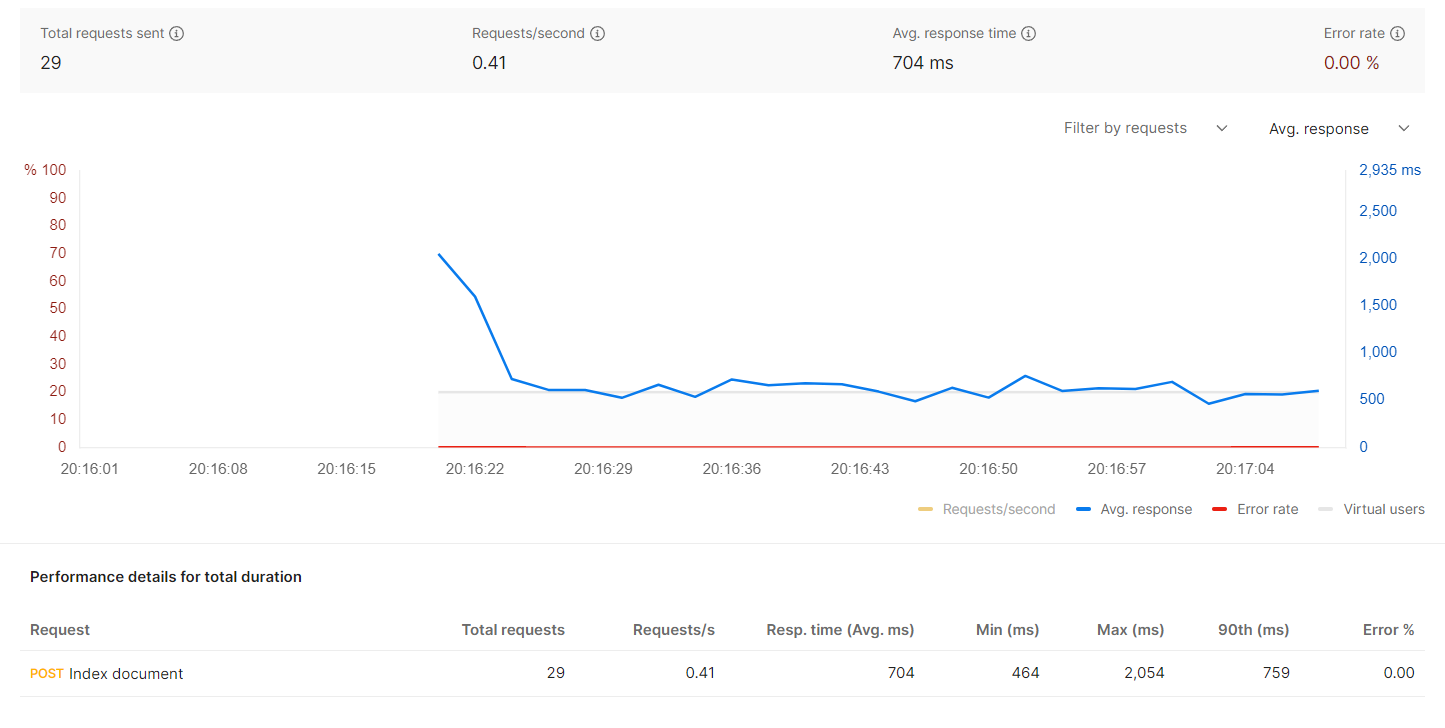 Total requests sent Requests/second Avg. response time Error rate
29 0.41 704 ms 0.00 %
Filter by requests Avg. response
% 100 2,935 ms
90
80 2,500
70
60 2,000
50 1,500
40
30 1,000
20
10 500
0 0
20:16:01 20:16:08 20:16:15 20:16:22 20:16:29 20:16:36 20:16:43 20:16:50 20:16:57 20:17:04
Requests/second Avg. response Error rate Virtual users
Performance details for total duration
Request Total requests Requests/s Resp. time (Avg. ms) Min (ms) Max (ms) 90th (ms) Error %
POST Index document 29 0.41 704 464 2,054 759 0.00